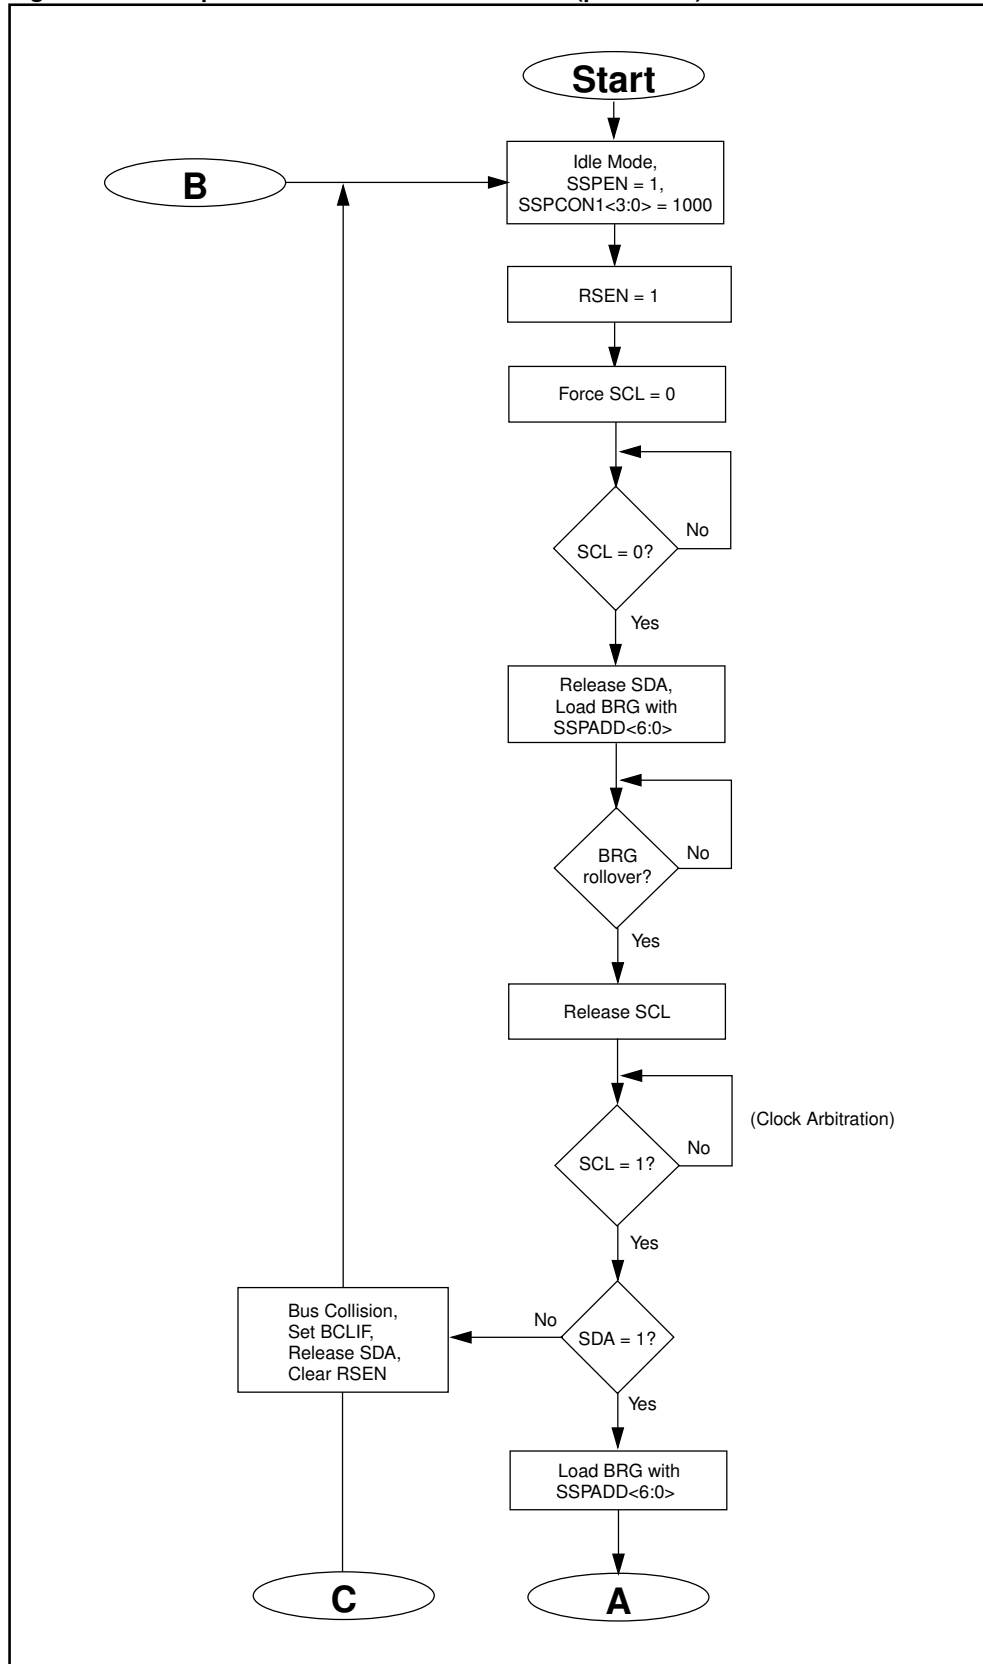 Start
B
Idle Mode,
SSPEN = 1,
SSPCON1<3:0> = 1000
RSEN = 1
Force SCL = 0
No
SCL = 0?
Yes
Release SDA,
Load BRG with
SSPADD<6:0>
BRG
rollover?
No
Yes
Release SCL
(Clock Arbitration)
No
SCL = 1?
Yes
Bus Collision,
Set BCLIF,
Release SDA,
Clear RSEN
No
SDA = 1?
Yes
Load BRG with
SSPADD<6:0>
C
A